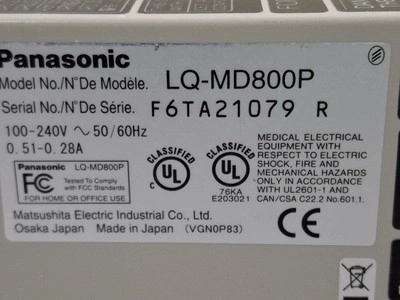 Panasonic
Model No./N° De Modèle. LQ-MD800P
Serial No./N° De Série. F6TA21079 R
100-240V ~ 50/60Hz
0.51-0.28A
Panasonic LQ-MD800P
FC Tested To Comply
with FCC Standards
FOR HOME OR OFFICE USE
CLASSIFIED
UL
C
CLASSIFIED
UL
76KA
E203021
MEDICAL ELECTRICAL
EQUIPMENT WITH
RESPECT TO ELECTRIC
SHOCK, FIRE AND
MECHANICAL HAZARDS
ONLY IN ACCORDANCE
WITH UL2601-1 AND
CAN/CSA C22.2 No.601.1.
Matsushita Electric Industrial Co., Ltd.
Osaka Japan Made in Japan (VGN0P83)
CE